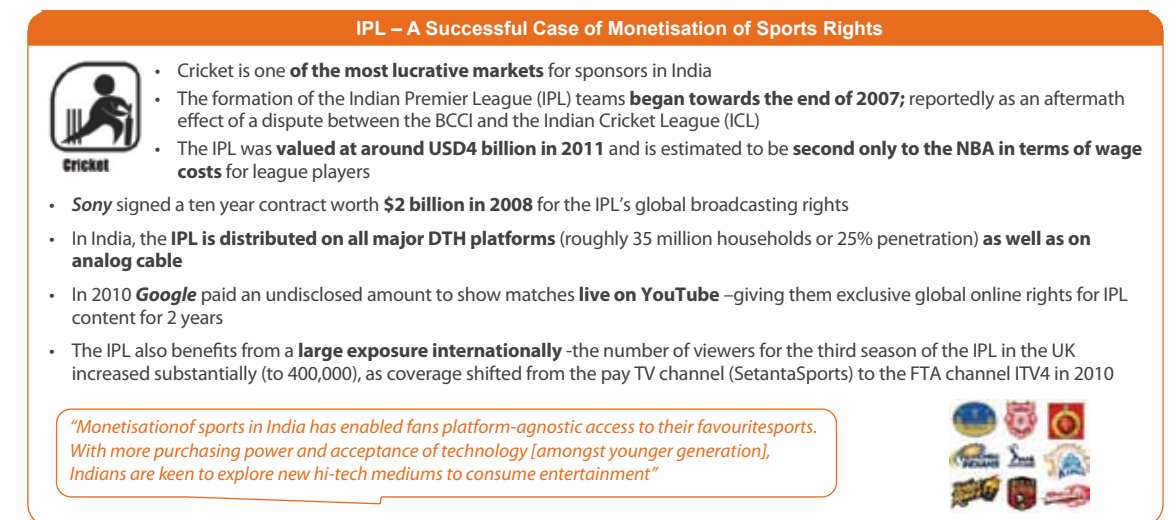 IPL – A Successful Case of Monetisation of Sports Rights
• Cricket is one of the most lucrative markets for sponsors in India
• The formation of the Indian Premier League (IPL) teams began towards the end of 2007; reportedly as an aftermath
effect of a dispute between the BCCI and the Indian Cricket League (ICL)
• The IPL was valued at around USD4 billion in 2011 and is estimated to be second only to the NBA in terms of wage
costs for league players
Cricket
• Sony signed a ten year contract worth $2 billion in 2008 for the IPL's global broadcasting rights
• In India, the IPL is distributed on all major DTH platforms (roughly 35 million households or 25% penetration) as well as on
analog cable
• In 2010 Google paid an undisclosed amount to show matches live on YouTube –giving them exclusive global online rights for IPL
content for 2 years
• The IPL also benefits from a large exposure internationally -the number of viewers for the third season of the IPL in the UK
increased substantially (to 400,000), as coverage shifted from the pay TV channel (SetantaSports) to the FTA channel ITV4 in 2010
"Monetisationof sports in India has enabled fans platform-agnostic access to their favouritesports.
With more purchasing power and acceptance of technology [amongst younger generation],
Indians are keen to explore new hi-tech mediums to consume entertainment"